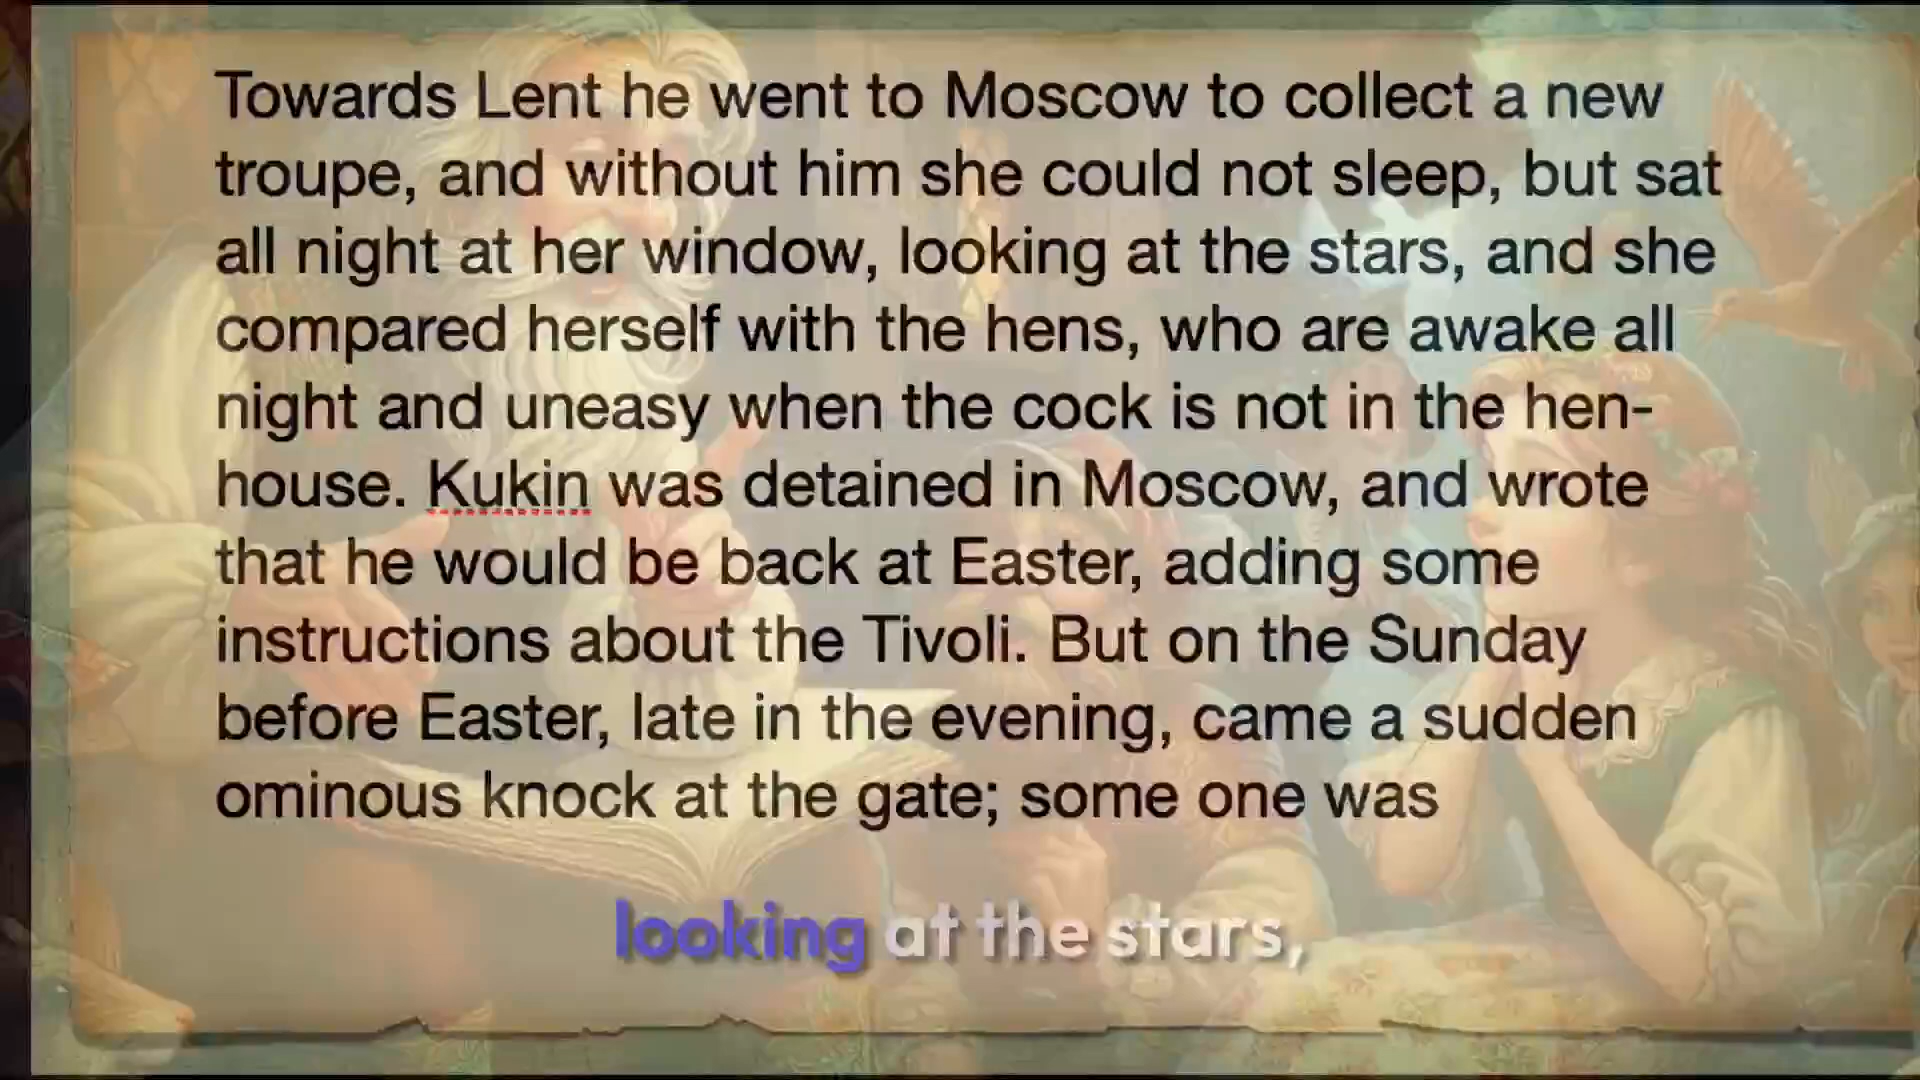 Towards Lent he went to Moscow to collect a new
troupe, and without him she could not sleep, but sat
all night at her window, looking at the stars, and she
compared herself with the hens, who are awake all
night and uneasy when the cock is not in the hen-
house. Kukin was detained in Moscow, and wrote
that he would be back at Easter, adding some
instructions about the Tivoli. But on the Sunday
before Easter, late in the evening, came a sudden
ominous knock at the gate; some one was
looking at the stars,